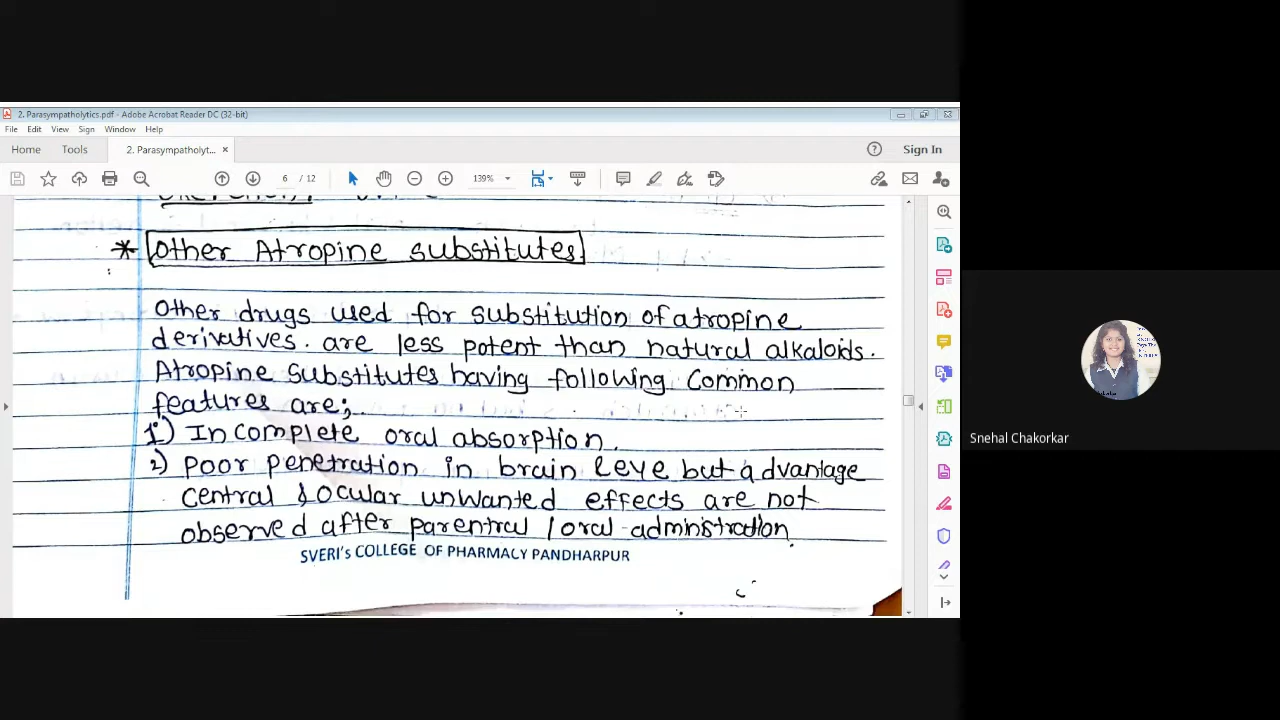 2. Parasympatholytics.pdf - Adobe Acrobat Reader DC (32-bit)
File Edit View Sign Window Help
Home Tools 2. Parasympatholyt... × Sign In
6 / 12 139%
* Other Atropine substitutes
Other drugs used for substitution of atropine
derivatives. are less potent than natural alkaloids.
Atropine substitutes having following Common
features are;
1) Incomplete oral absorption.
2) Poor penetration in brain & eye but advantage
Central & ocular unwanted effects are not
observed after parentral / oral administration.
SVERI's COLLEGE OF PHARMACY PANDHARPUR
Snehal Chakorkar